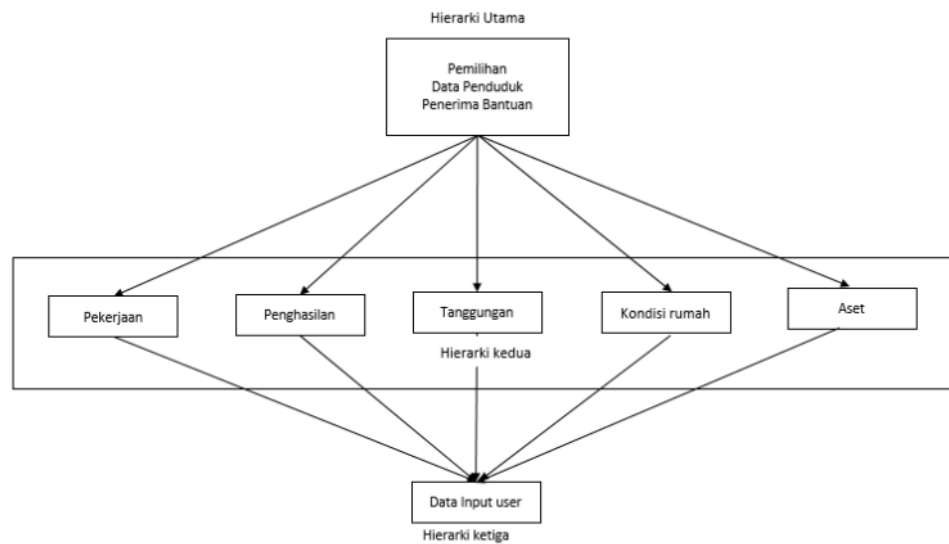 Hierarki Utama
Pemilihan
Data Penduduk
Penerima Bantuan
Pekerjaan
Penghasilan
Tanggungan
Kondisi rumah
Aset
Hierarki kedua
Data Input user
Hierarki ketiga